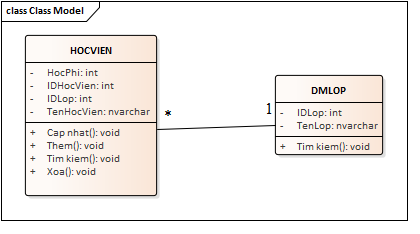 class Class Model
HOCVIEN
- HocPhi: int
- IDHocVien: int
- IDLop: int
- TenHocVien: nvarchar
+ Cap nhat(): void
+ Them(): void
+ Tim kiem(): void
+ Xoa(): void
*
1
DMLOP
- IDLop: int
- TenLop: nvarchar
+ Tim kiem(): void